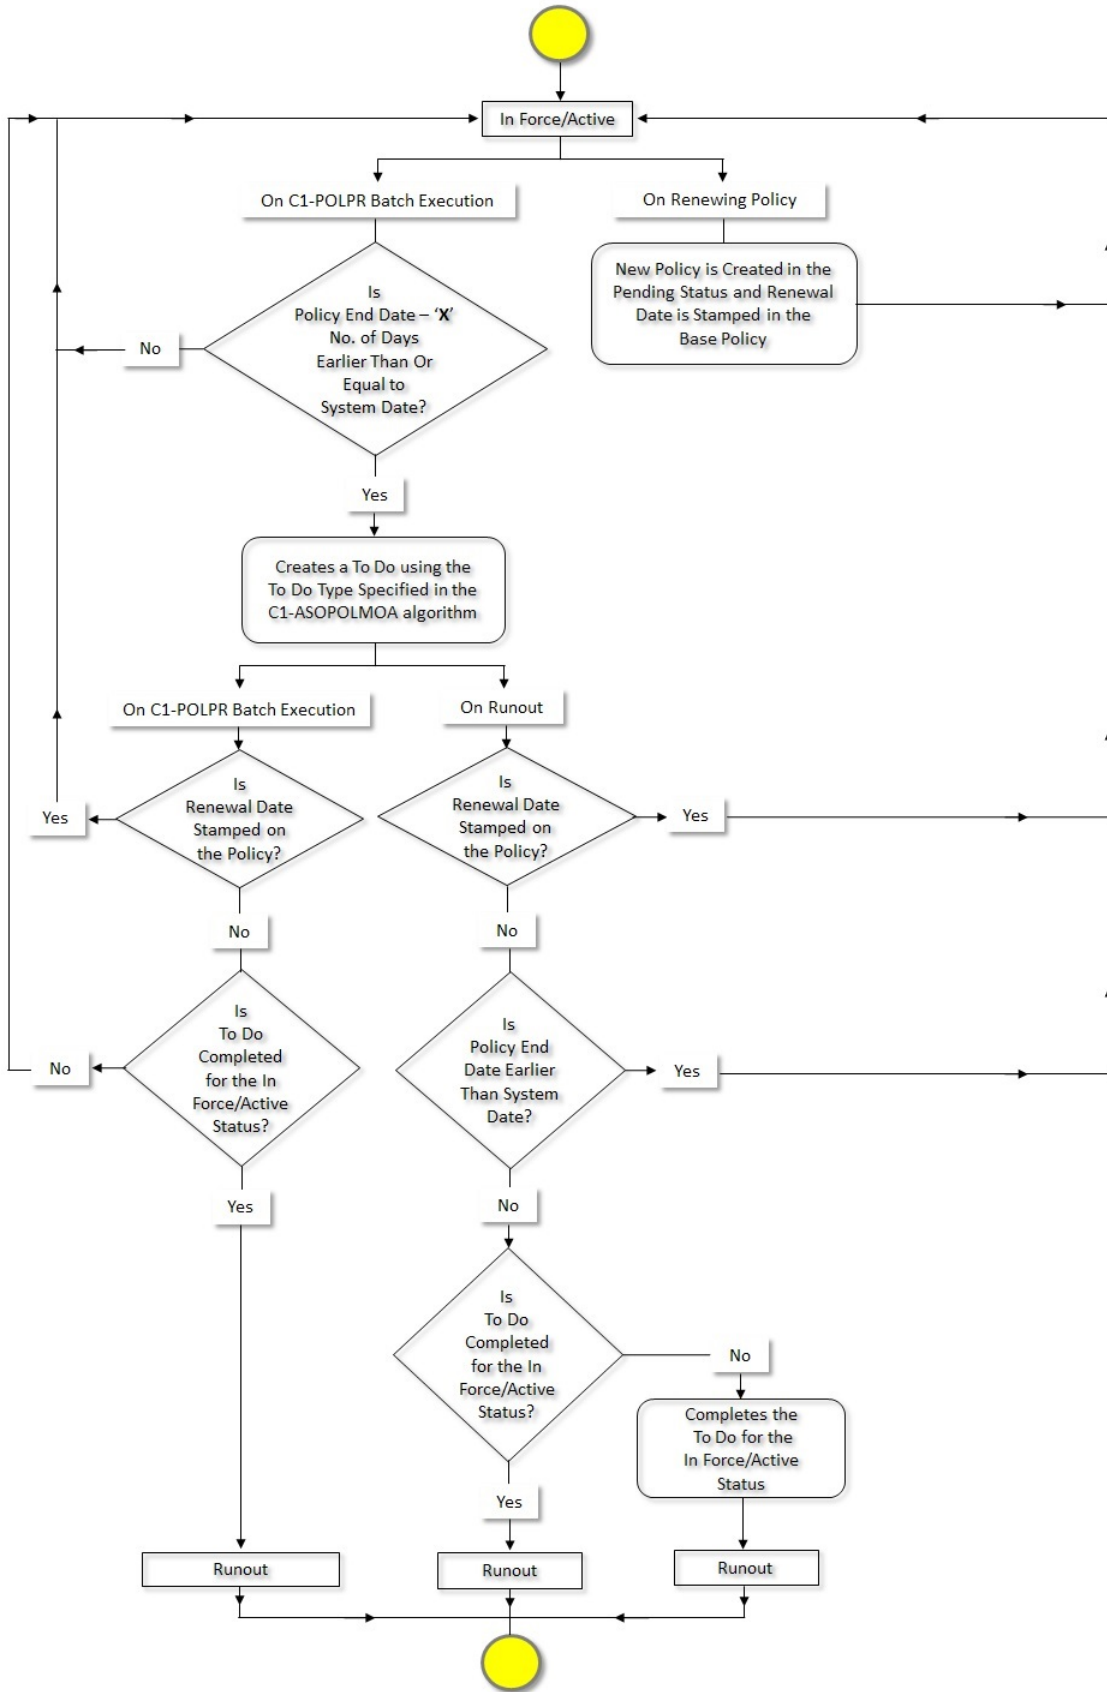 In Force/Active
On C1-POLPR Batch Execution
On Renewing Policy
New Policy is Created in the
Pending Status and Renewal
Date is Stamped in the
Base Policy
Is
Policy End Date – ‘X’
No. of Days
Earlier Than Or
Equal to
System Date?
No
Yes
Creates a To Do using the
To Do Type Specified in the
C1-ASOPOLMOA algorithm
On C1-POLPR Batch Execution
On Runout
Is
Renewal Date
Stamped on
the Policy?
Yes
Is
Renewal Date
Stamped on
the Policy?
Yes
No
No
Is
To Do
Completed
for the In
Force/Active
Status?
No
Is
Policy End
Date Earlier
Than System
Date?
Yes
Yes
No
Is
To Do
Completed
for the In
Force/Active
Status?
No
Completes the
To Do for the
In Force/Active
Status
Yes
Runout
Runout
Runout